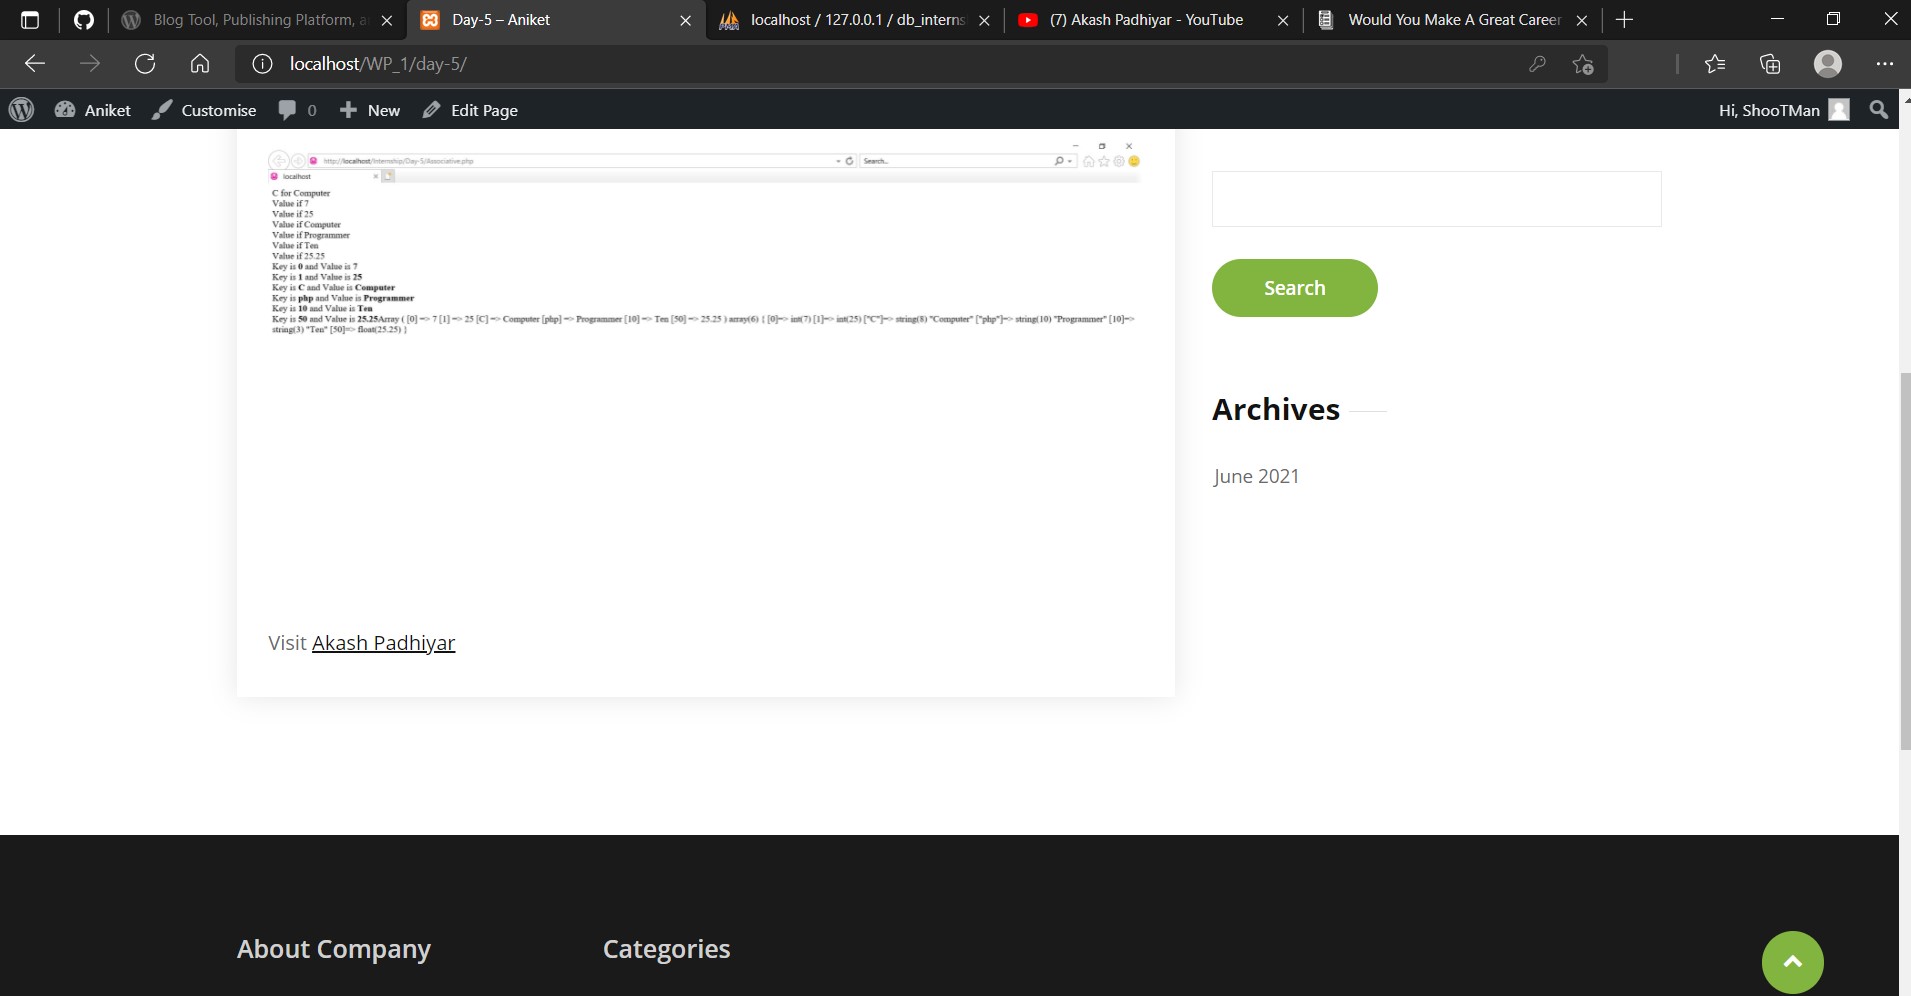 Blog Tool, Publishing Platform, a
Day-5 – Aniket
localhost / 127.0.0.1 / db_interns
(7) Akash Padhiyar - YouTube
Would You Make A Great Career
localhost/WP_1/day-5/
Aniket
Customise
0
New
Edit Page
Hi, ShooTMan
http://localhost/Internship/Day-5/Associative.php
Search...
localhost
C for Computer
Value if 7
Value if 25
Value if Computer
Value if Programmer
Value if Ten
Value if 25.25
Key is 0 and Value is 7
Key is 1 and Value is 25
Key is C and Value is Computer
Key is php and Value is Programmer
Key is 10 and Value is Ten
Key is 50 and Value is 25.25Array ( [0] => 7 [1] => 25 [C] => Computer [php] => Programmer [10] => Ten [50] => 25.25 ) array(6) { [0]=> int(7) [1]=> int(25) ["C"]=> string(8) "Computer" ["php"]=> string(10) "Programmer" [10]=>
string(3) "Ten" [50]=> float(25.25) }
Search
Archives
June 2021
Visit Akash Padhiyar
About Company
Categories